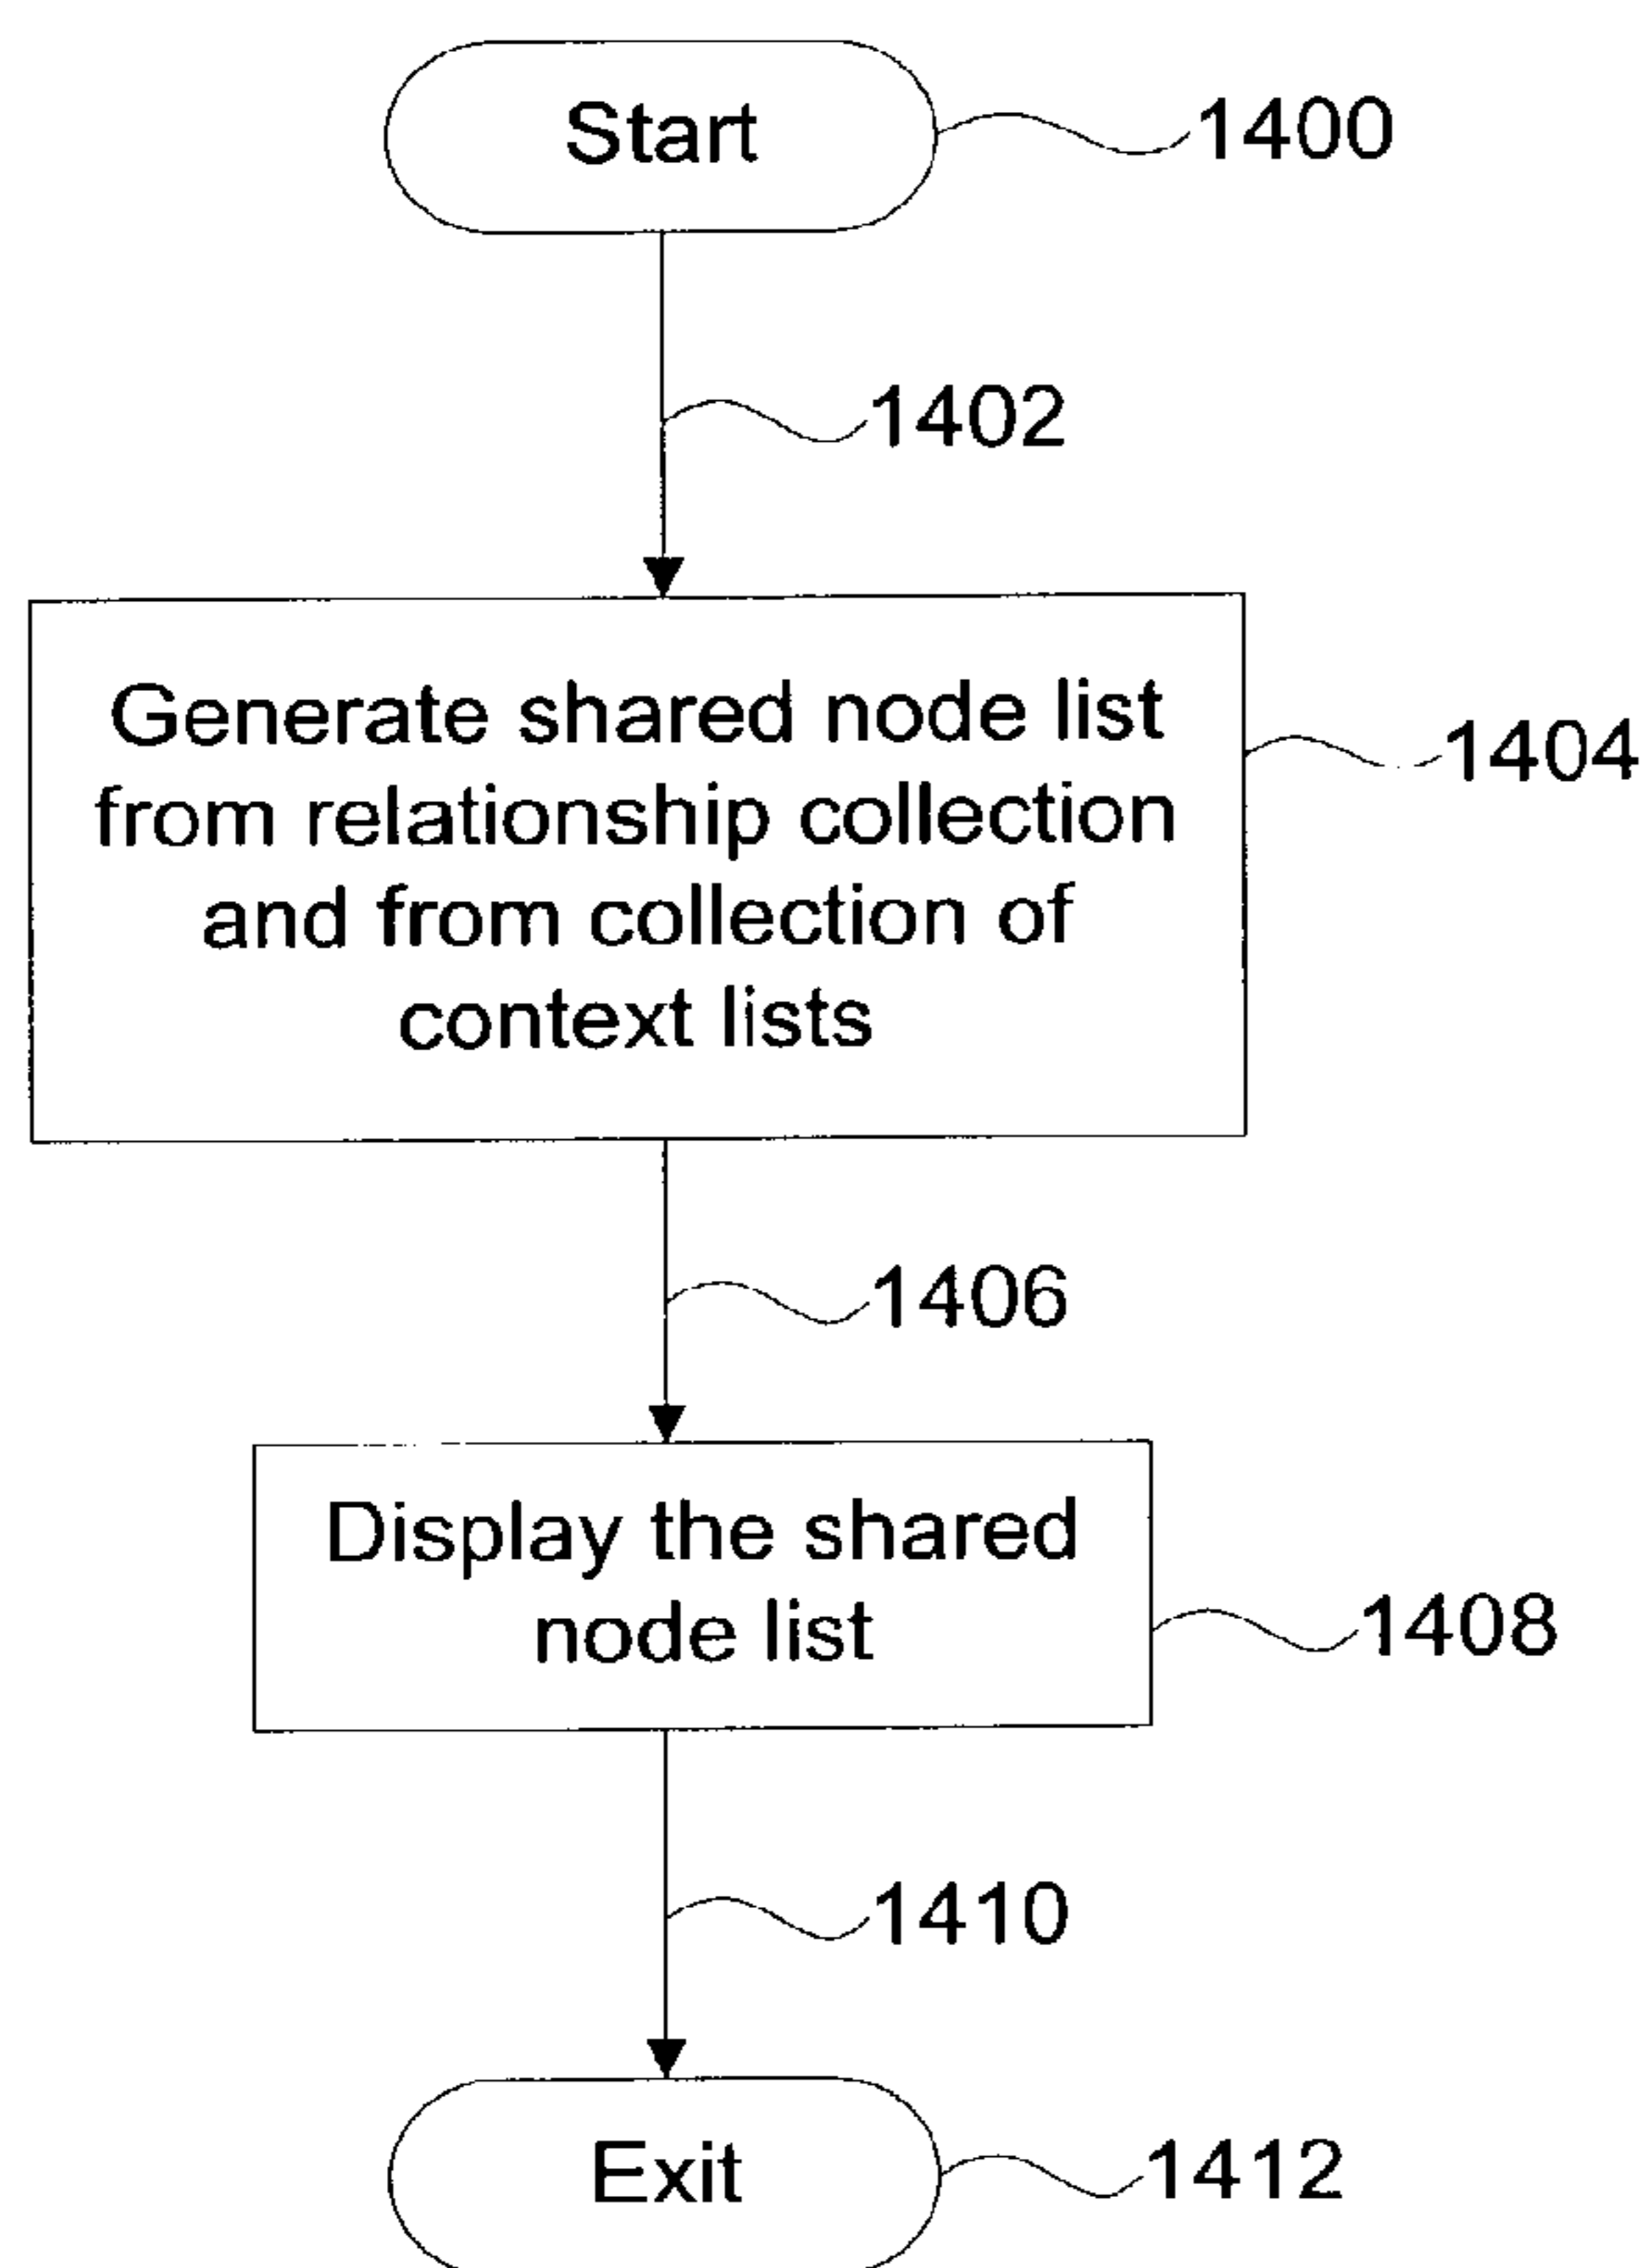 Start
1400
1402
Generate shared node list
from relationship collection
and from collection of
context lists
1404
1406
Display the shared
node list
1408
1410
Exit
1412